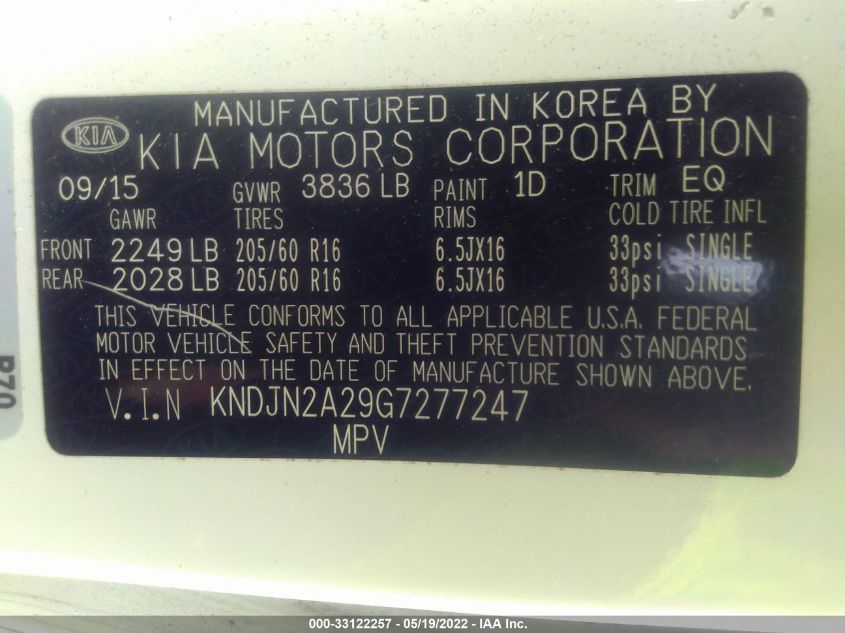 MANUFACTURED IN KOREA BY
KIA KIA MOTORS CORPORATION
09/15 GVWR 3836 LB PAINT 1D TRIM EQ
GAWR TIRES RIMS COLD TIRE INFL
FRONT 2249 LB 205/60 R16 6.5JX16 33psi SINGLE
REAR 2028 LB 205/60 R16 6.5JX16 33psi SINGLE
THIS VEHICLE CONFORMS TO ALL APPLICABLE U.S.A. FEDERAL
MOTOR VEHICLE SAFETY AND THEFT PREVENTION STANDARDS
IN EFFECT ON THE DATE OF MANUFACTURE SHOWN ABOVE.
V.I.N KNDJN2A29G7277247
MPV
P70
000-33122257 - 05/19/2022 - IAA Inc.